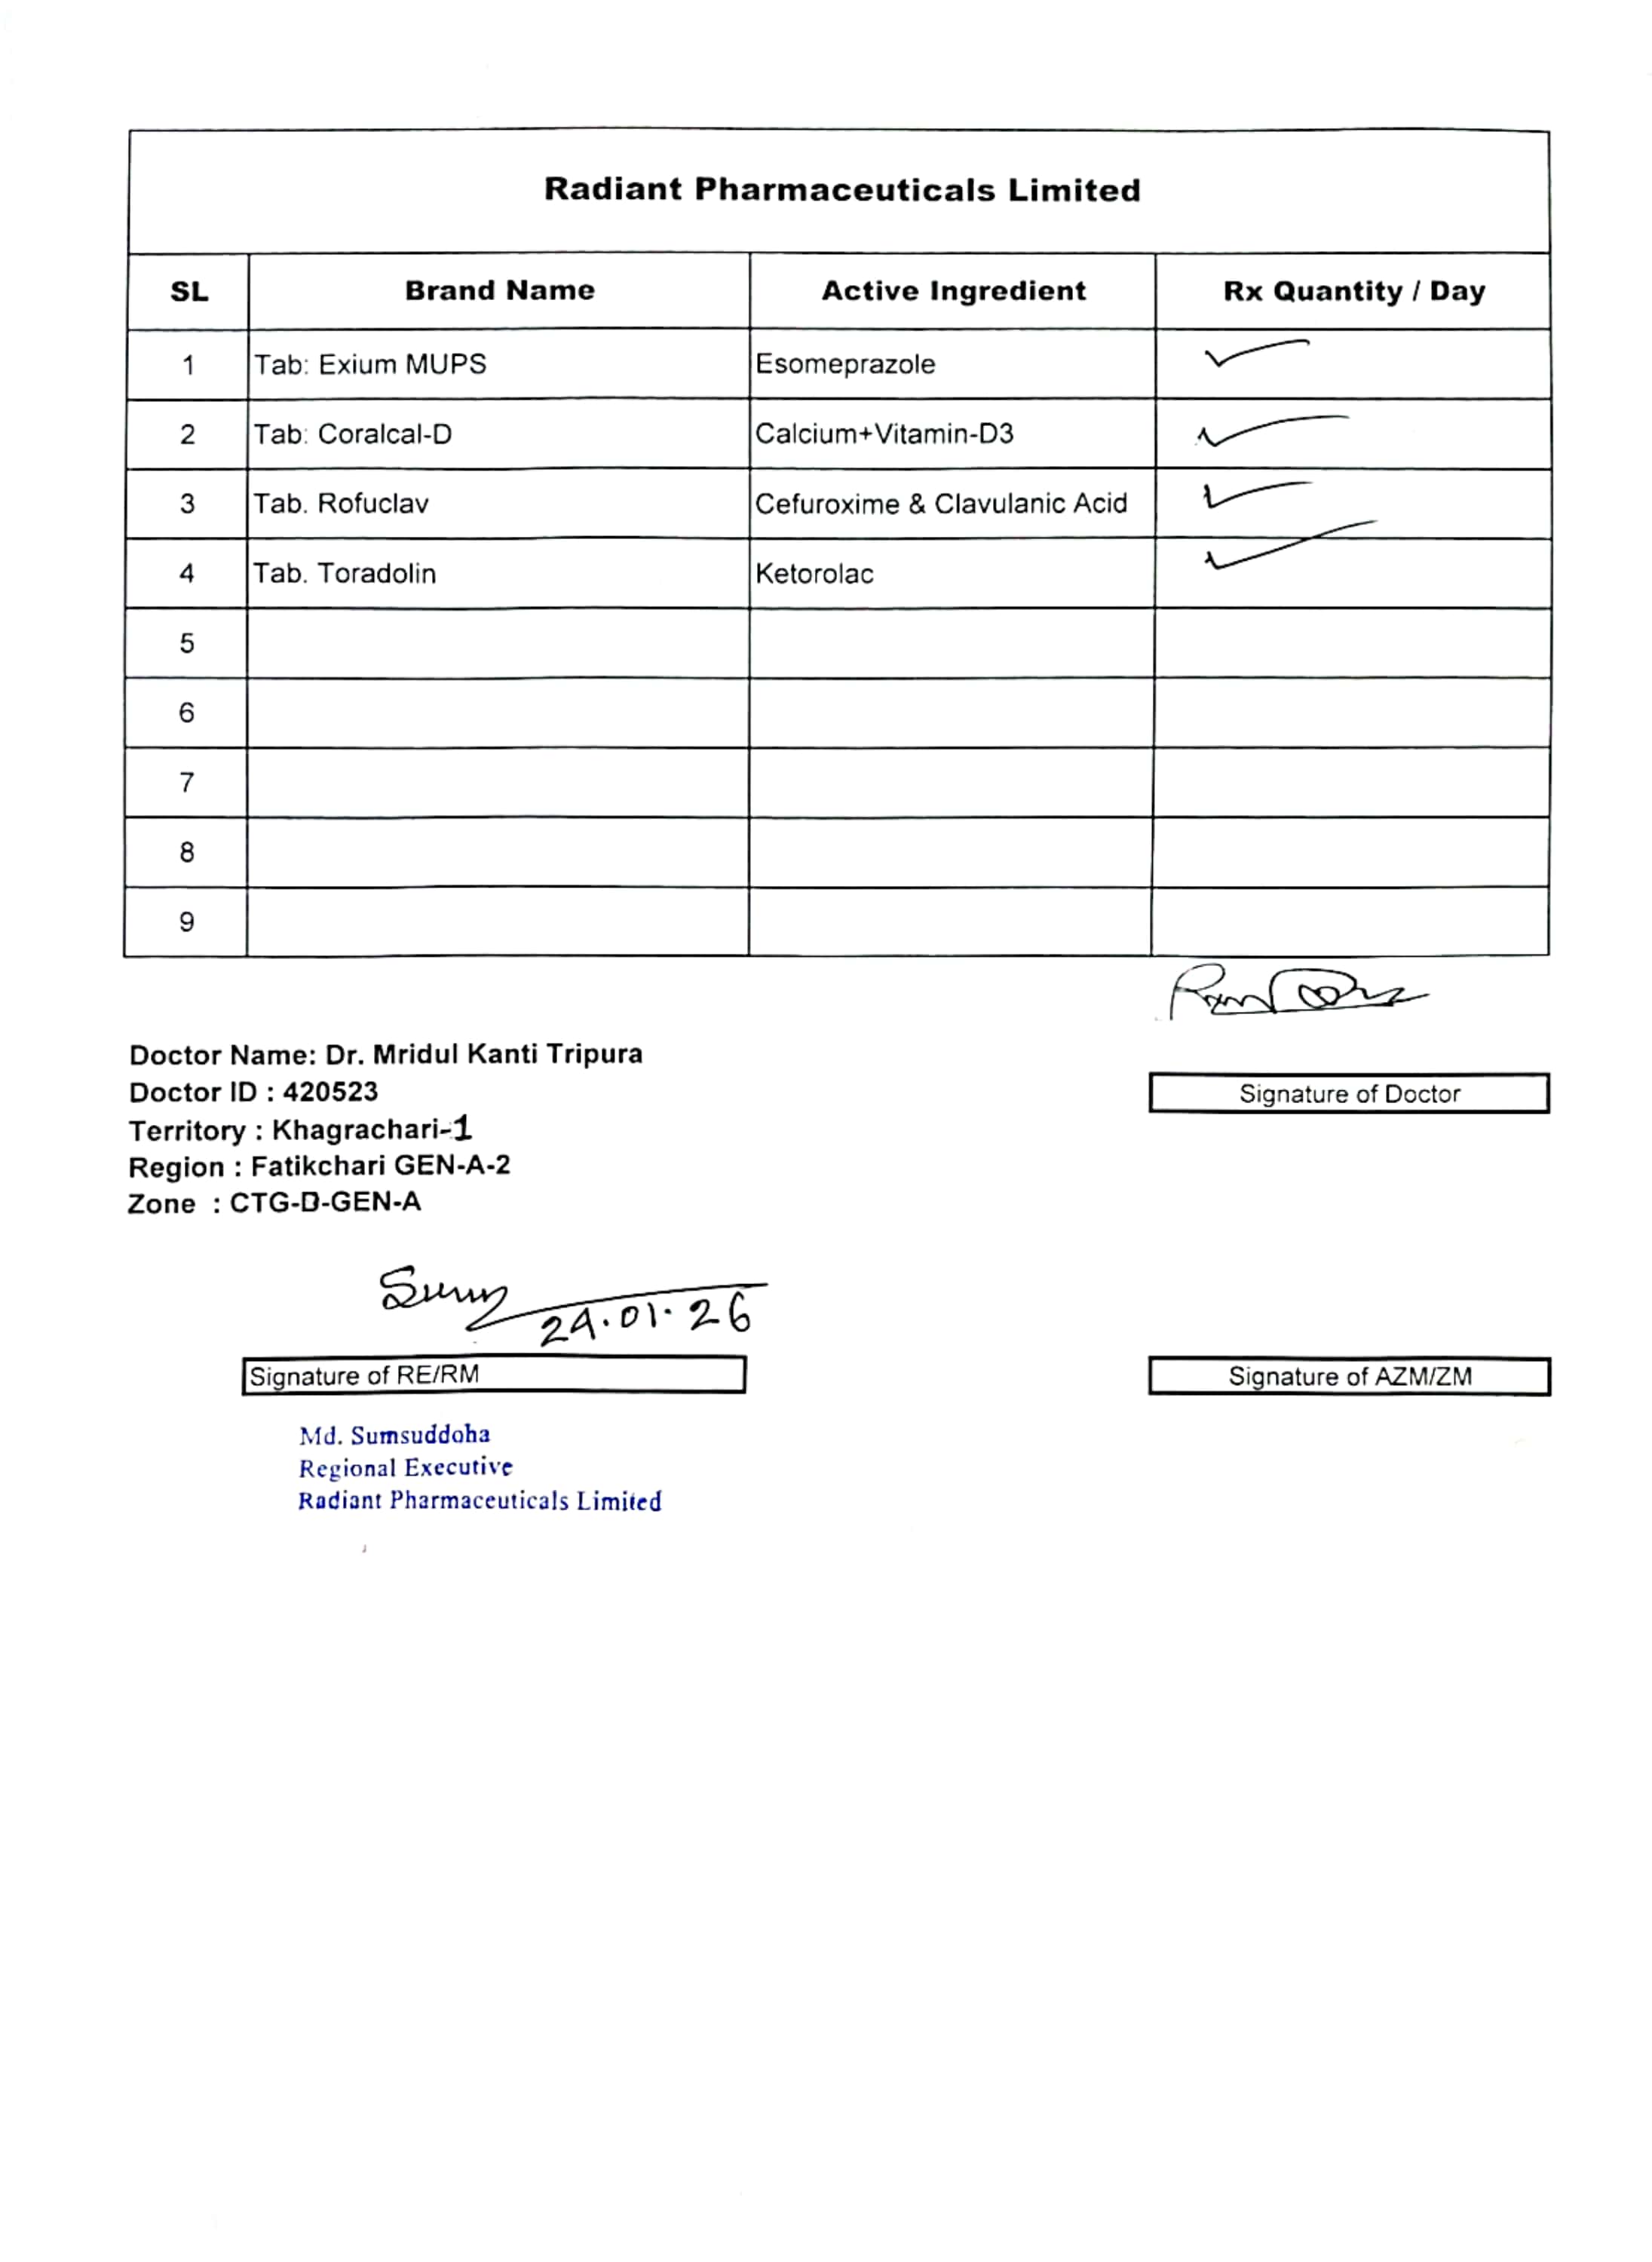 Radiant Pharmaceuticals Limited
SL Brand Name Active Ingredient Rx Quantity / Day
1 Tab: Exium MUPS Esomeprazole ✓
2 Tab: Coralcal-D Calcium+Vitamin-D3 ✓
3 Tab. Rofuclav Cefuroxime & Clavulanic Acid ✓
4 Tab. Toradolin Ketorolac ✓
5
6
7
8
9
Doctor Name: Dr. Mridul Kanti Tripura
Doctor ID : 420523
Signature of Doctor
Territory : Khagrachari-1
Region : Fatikchari GEN-A-2
Zone : CTG-D-GEN-A
24.01.26
Signature of RE/RM
Signature of AZM/ZM
Md. Sumsuddoha
Regional Executive
Radiant Pharmaceuticals Limited